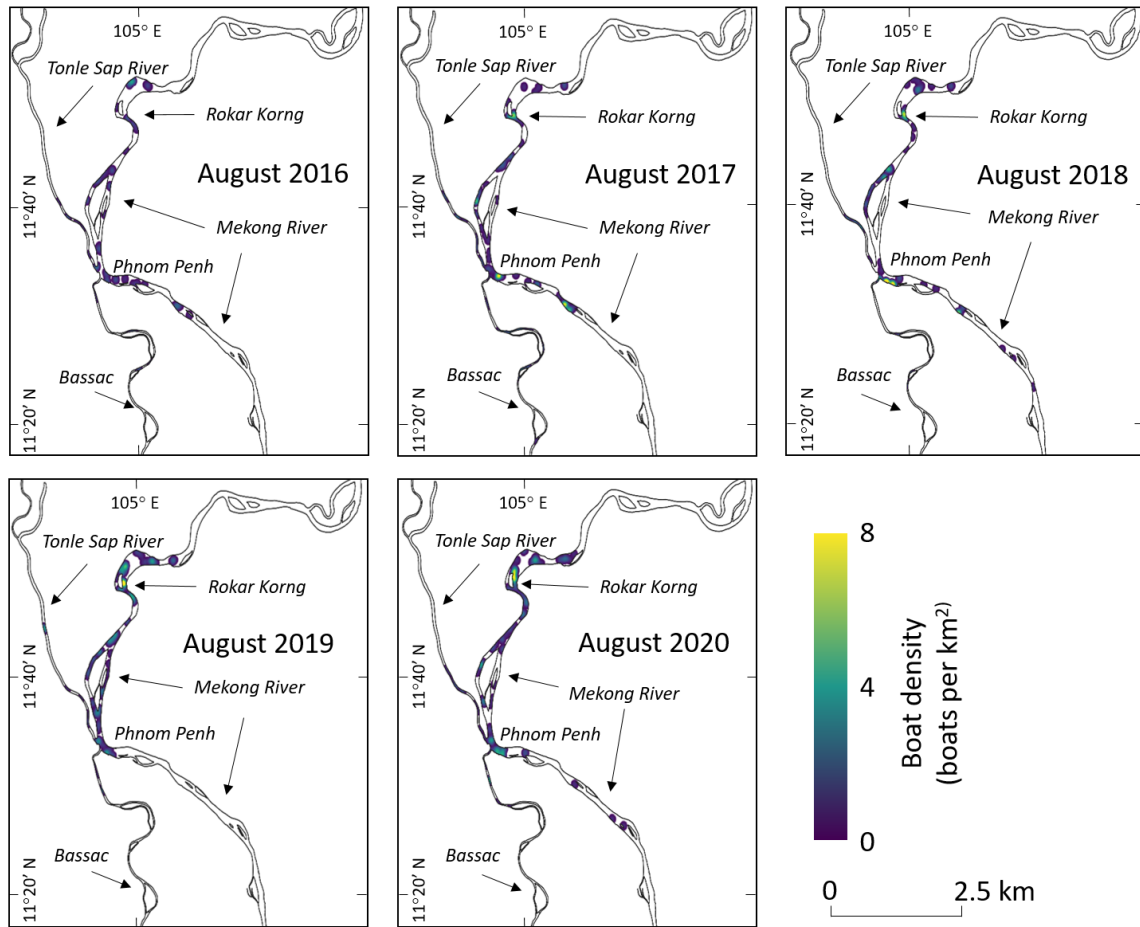 105° E
Tonle Sap River
Rokar Korng
August 2016
11°40′ N
Mekong River
Phnom Penh
Bassac
11°20′ N
105° E
Tonle Sap River
Rokar Korng
August 2017
11°40′ N
Mekong River
Phnom Penh
Bassac
11°20′ N
105° E
Tonle Sap River
Rokar Korng
August 2018
11°40′ N
Mekong River
Phnom Penh
Bassac
11°20′ N
105° E
Tonle Sap River
Rokar Korng
August 2019
11°40′ N
Mekong River
Phnom Penh
Bassac
11°20′ N
105° E
Tonle Sap River
Rokar Korng
August 2020
11°40′ N
Mekong River
Phnom Penh
Bassac
11°20′ N
8
4
0
Boat density
(boats per km²)
0 2.5 km